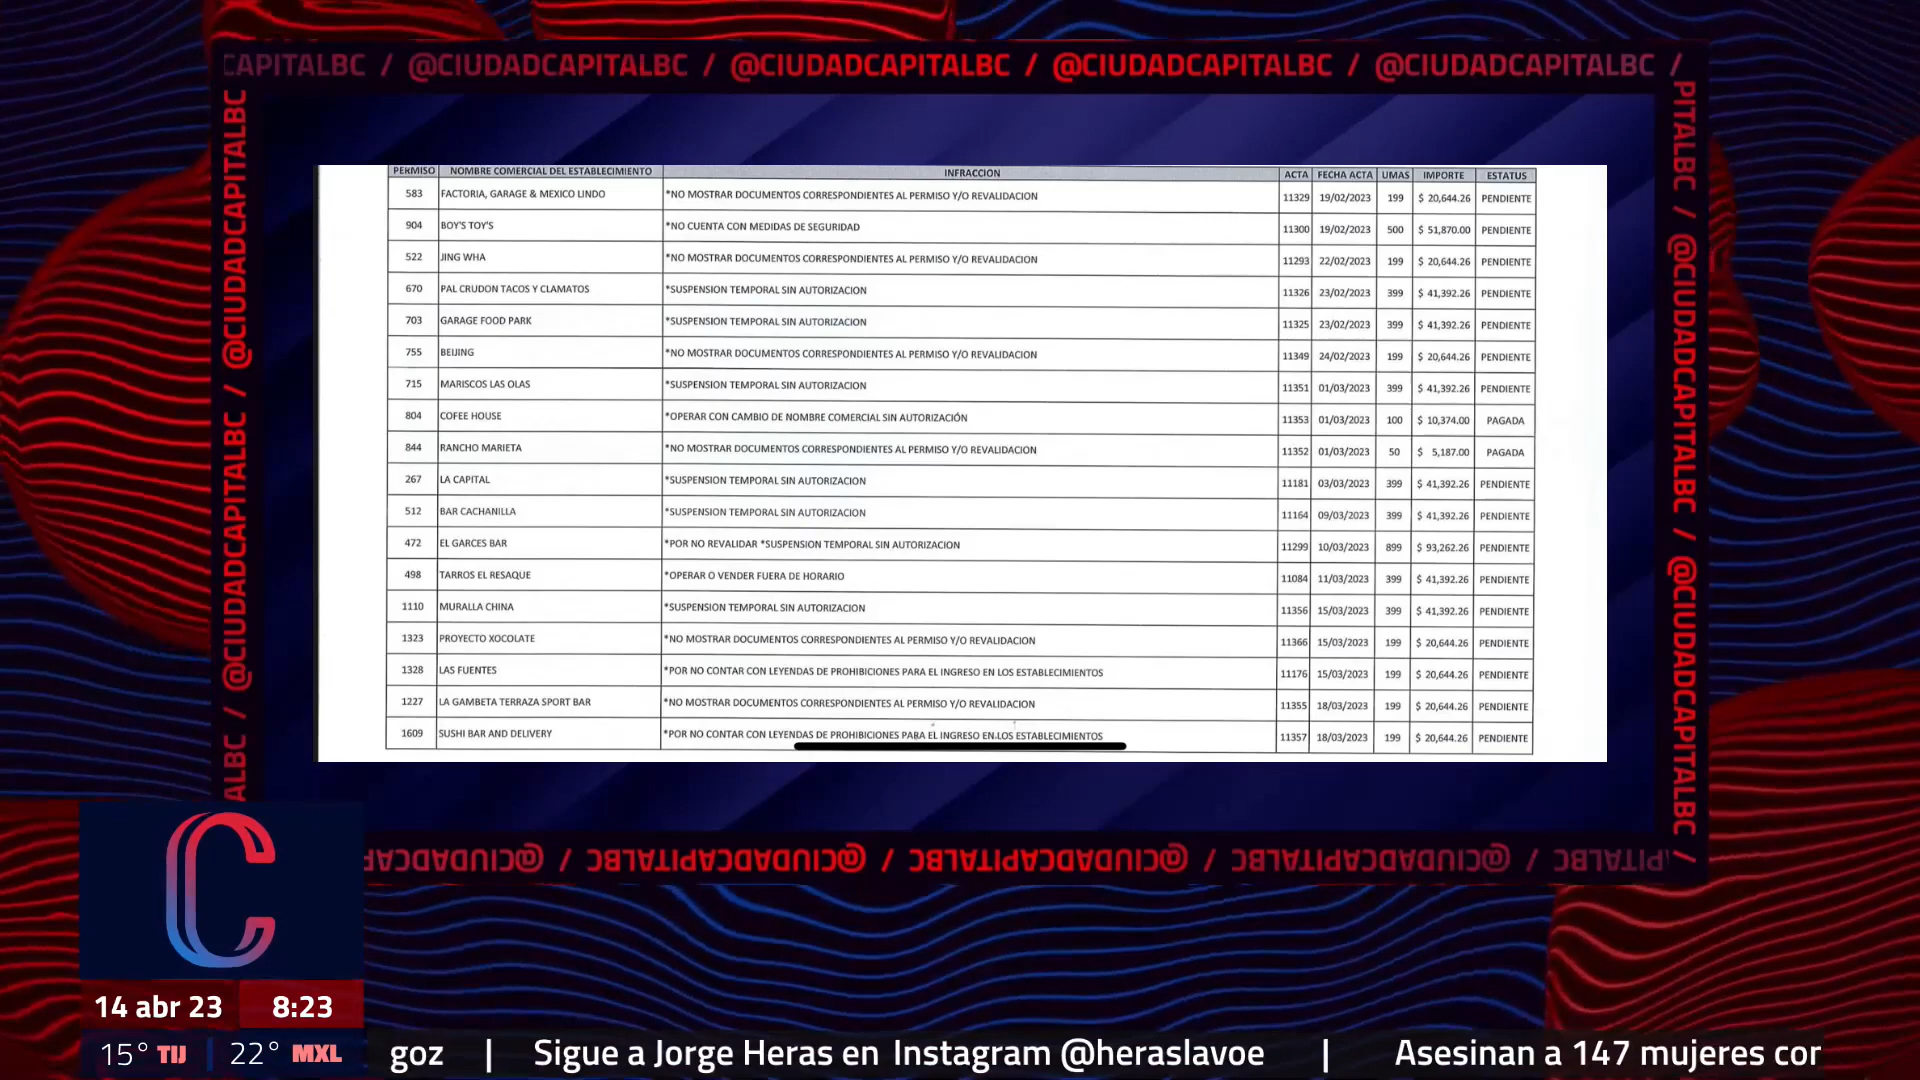 CAPITALBC / @CIUDADCAPITALBC / @CIUDADCAPITALBC / @CIUDADCAPITALBC / @CIUDADCAPITALBC /
PITALBC / @CIUDADCAPITALBC / @CIUDADCAPITALBC /
ALBC / @CIUDADCAPITALBC / @CIUDADCAPITALBC
PERMISO NOMBRE COMERCIAL DEL ESTABLECIMIENTO INFRACCION ACTA FECHA ACTA UMAS IMPORTE ESTATUS
583 FACTORIA, GARAGE & MEXICO LINDO *NO MOSTRAR DOCUMENTOS CORRESPONDIENTES AL PERMISO Y/O REVALIDACION 11329 19/02/2023 199 $ 20,644.26 PENDIENTE
904 BOY'S TOY'S *NO CUENTA CON MEDIDAS DE SEGURIDAD 11300 19/02/2023 500 $ 51,870.00 PENDIENTE
522 JING WHA *NO MOSTRAR DOCUMENTOS CORRESPONDIENTES AL PERMISO Y/O REVALIDACION 11293 22/02/2023 199 $ 20,644.26 PENDIENTE
670 PAL CRUDON TACOS Y CLAMATOS *SUSPENSION TEMPORAL SIN AUTORIZACION 11326 23/02/2023 399 $ 41,392.26 PENDIENTE
703 GARAGE FOOD PARK *SUSPENSION TEMPORAL SIN AUTORIZACION 11325 23/02/2023 399 $ 41,392.26 PENDIENTE
755 BEIJING *NO MOSTRAR DOCUMENTOS CORRESPONDIENTES AL PERMISO Y/O REVALIDACION 11349 24/02/2023 199 $ 20,644.26 PENDIENTE
715 MARISCOS LAS OLAS *SUSPENSION TEMPORAL SIN AUTORIZACION 11351 01/03/2023 399 $ 41,392.26 PENDIENTE
804 COFEE HOUSE *OPERAR CON CAMBIO DE NOMBRE COMERCIAL SIN AUTORIZACIÓN 11353 01/03/2023 100 $ 10,374.00 PAGADA
844 RANCHO MARIETA *NO MOSTRAR DOCUMENTOS CORRESPONDIENTES AL PERMISO Y/O REVALIDACION 11352 01/03/2023 50 $ 5,187.00 PAGADA
267 LA CAPITAL *SUSPENSION TEMPORAL SIN AUTORIZACION 11181 03/03/2023 399 $ 41,392.26 PENDIENTE
512 BAR CACHANILLA *SUSPENSION TEMPORAL SIN AUTORIZACION 11164 09/03/2023 399 $ 41,392.26 PENDIENTE
472 EL GARCES BAR *POR NO REVALIDAR *SUSPENSION TEMPORAL SIN AUTORIZACION 11299 10/03/2023 899 $ 93,262.26 PENDIENTE
498 TARROS EL RESAQUE *OPERAR O VENDER FUERA DE HORARIO 11084 11/03/2023 399 $ 41,392.26 PENDIENTE
1110 MURALLA CHINA *SUSPENSION TEMPORAL SIN AUTORIZACION 11356 15/03/2023 399 $ 41,392.26 PENDIENTE
1323 PROYECTO XOCOLATE *NO MOSTRAR DOCUMENTOS CORRESPONDIENTES AL PERMISO Y/O REVALIDACION 11366 15/03/2023 199 $ 20,644.26 PENDIENTE
1328 LAS FUENTES *POR NO CONTAR CON LEYENDAS DE PROHIBICIONES PARA EL INGRESO EN LOS ESTABLECIMIENTOS 11176 15/03/2023 199 $ 20,644.26 PENDIENTE
1227 LA GAMBETA TERRAZA SPORT BAR *NO MOSTRAR DOCUMENTOS CORRESPONDIENTES AL PERMISO Y/O REVALIDACION 11355 18/03/2023 199 $ 20,644.26 PENDIENTE
1609 SUSHI BAR AND DELIVERY *POR NO CONTAR CON LEYENDAS DE PROHIBICIONES PARA EL INGRESO EN LOS ESTABLECIMIENTOS 11357 18/03/2023 199 $ 20,644.26 PENDIENTE
PITALBC / @CIUDADCAPITALBC / @CIUDADCAPITALBC / @CIUDADCAPITALBC / @CIUDADCAP
C
14 abr 23 8:23
15° TIJ | 22° MXL
goz | Sigue a Jorge Heras en Instagram @heraslavoe | Asesinan a 147 mujeres cor